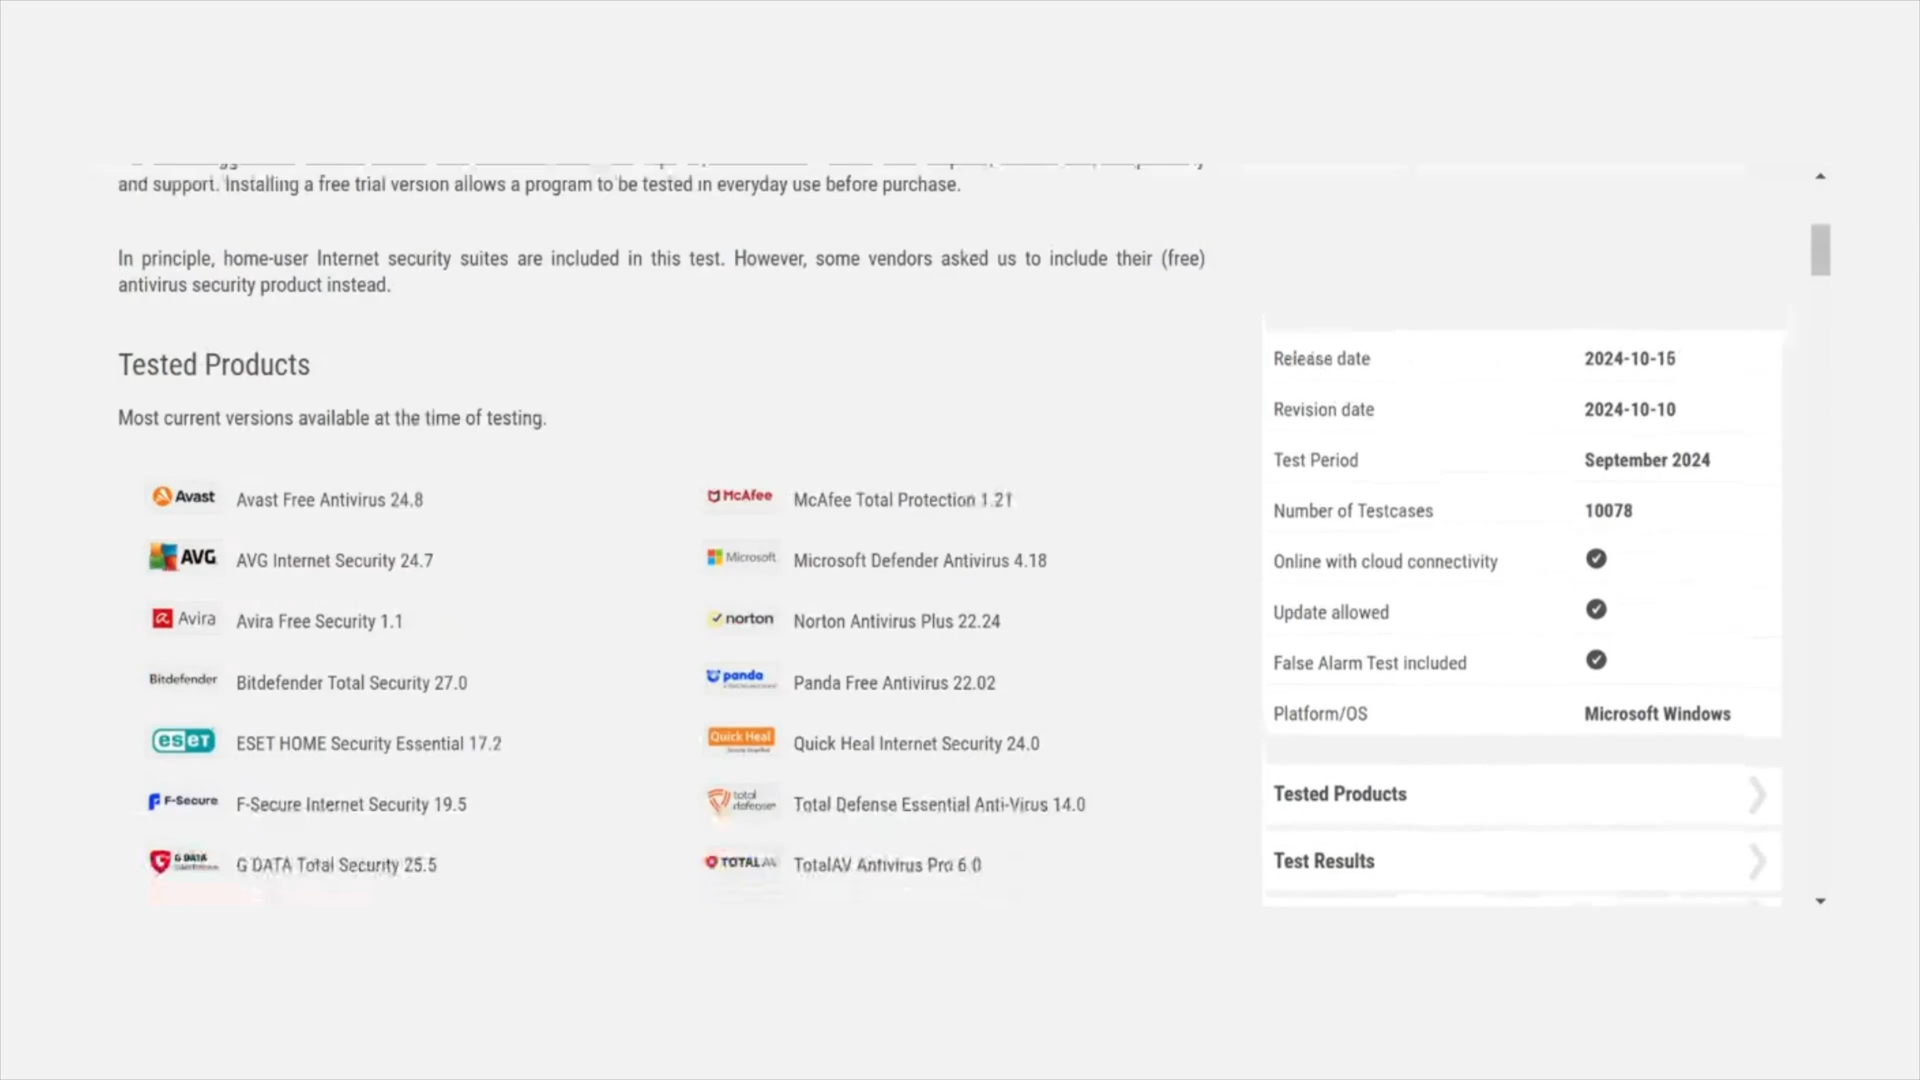 and support. Installing a free trial version allows a program to be tested in everyday use before purchase.
In principle, home-user Internet security suites are included in this test. However, some vendors asked us to include their (free)
antivirus security product instead.
Tested Products
Most current versions available at the time of testing.
Avast Avast Free Antivirus 24.8
AVG AVG Internet Security 24.7
Avira Avira Free Security 1.1
Bitdefender Bitdefender Total Security 27.0
eset ESET HOME Security Essential 17.2
F-Secure F-Secure Internet Security 19.5
G DATA G DATA Total Security 25.5
McAfee McAfee Total Protection 1.21
Microsoft Microsoft Defender Antivirus 4.18
norton Norton Antivirus Plus 22.24
panda Panda Free Antivirus 22.02
Quick Heal Quick Heal Internet Security 24.0
total defense Total Defense Essential Anti-Virus 14.0
TOTALAV TotalAV Antivirus Pro 6.0
Release date 2024-10-15
Revision date 2024-10-10
Test Period September 2024
Number of Testcases 10078
Online with cloud connectivity
Update allowed
False Alarm Test included
Platform/OS Microsoft Windows
Tested Products
Test Results